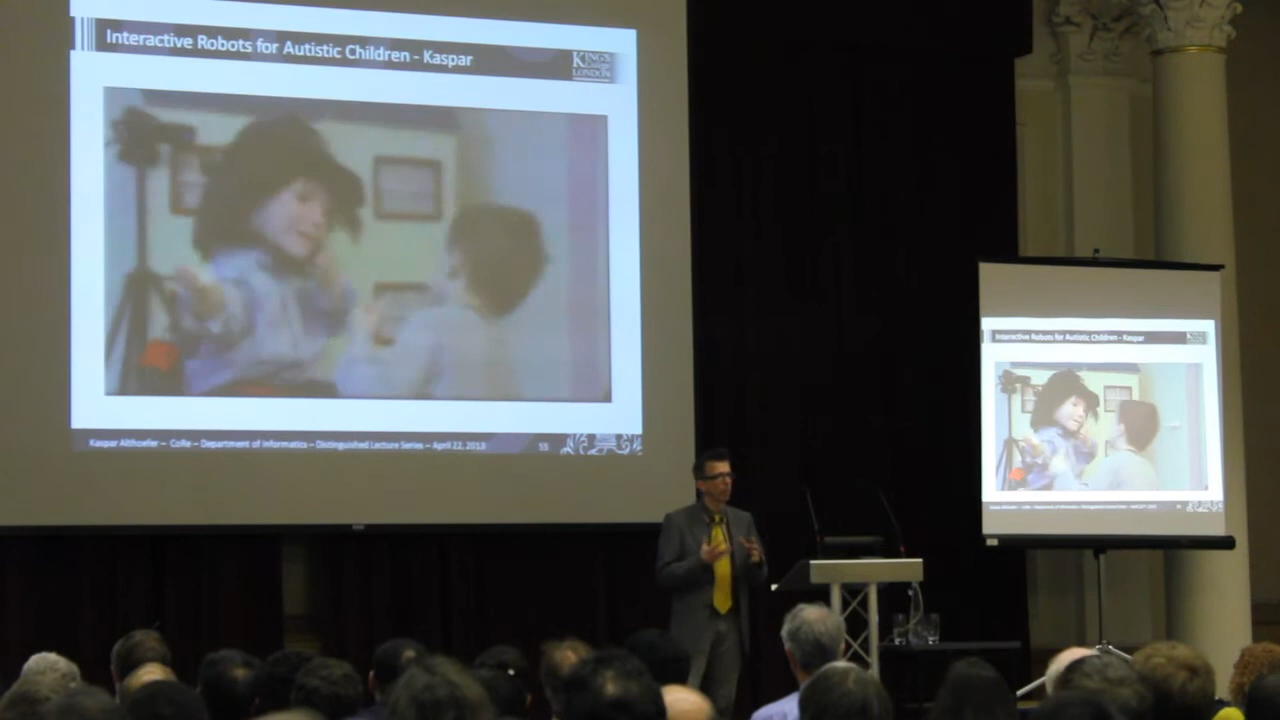 Interactive Robots for Autistic Children - Kaspar
KING'S
College
LONDON
Kaspar Althoefer – CoRe – Department of Informatics – Distinguished Lecture Series – April 22, 2013
55
Interactive Robots for Autistic Children - Kaspar